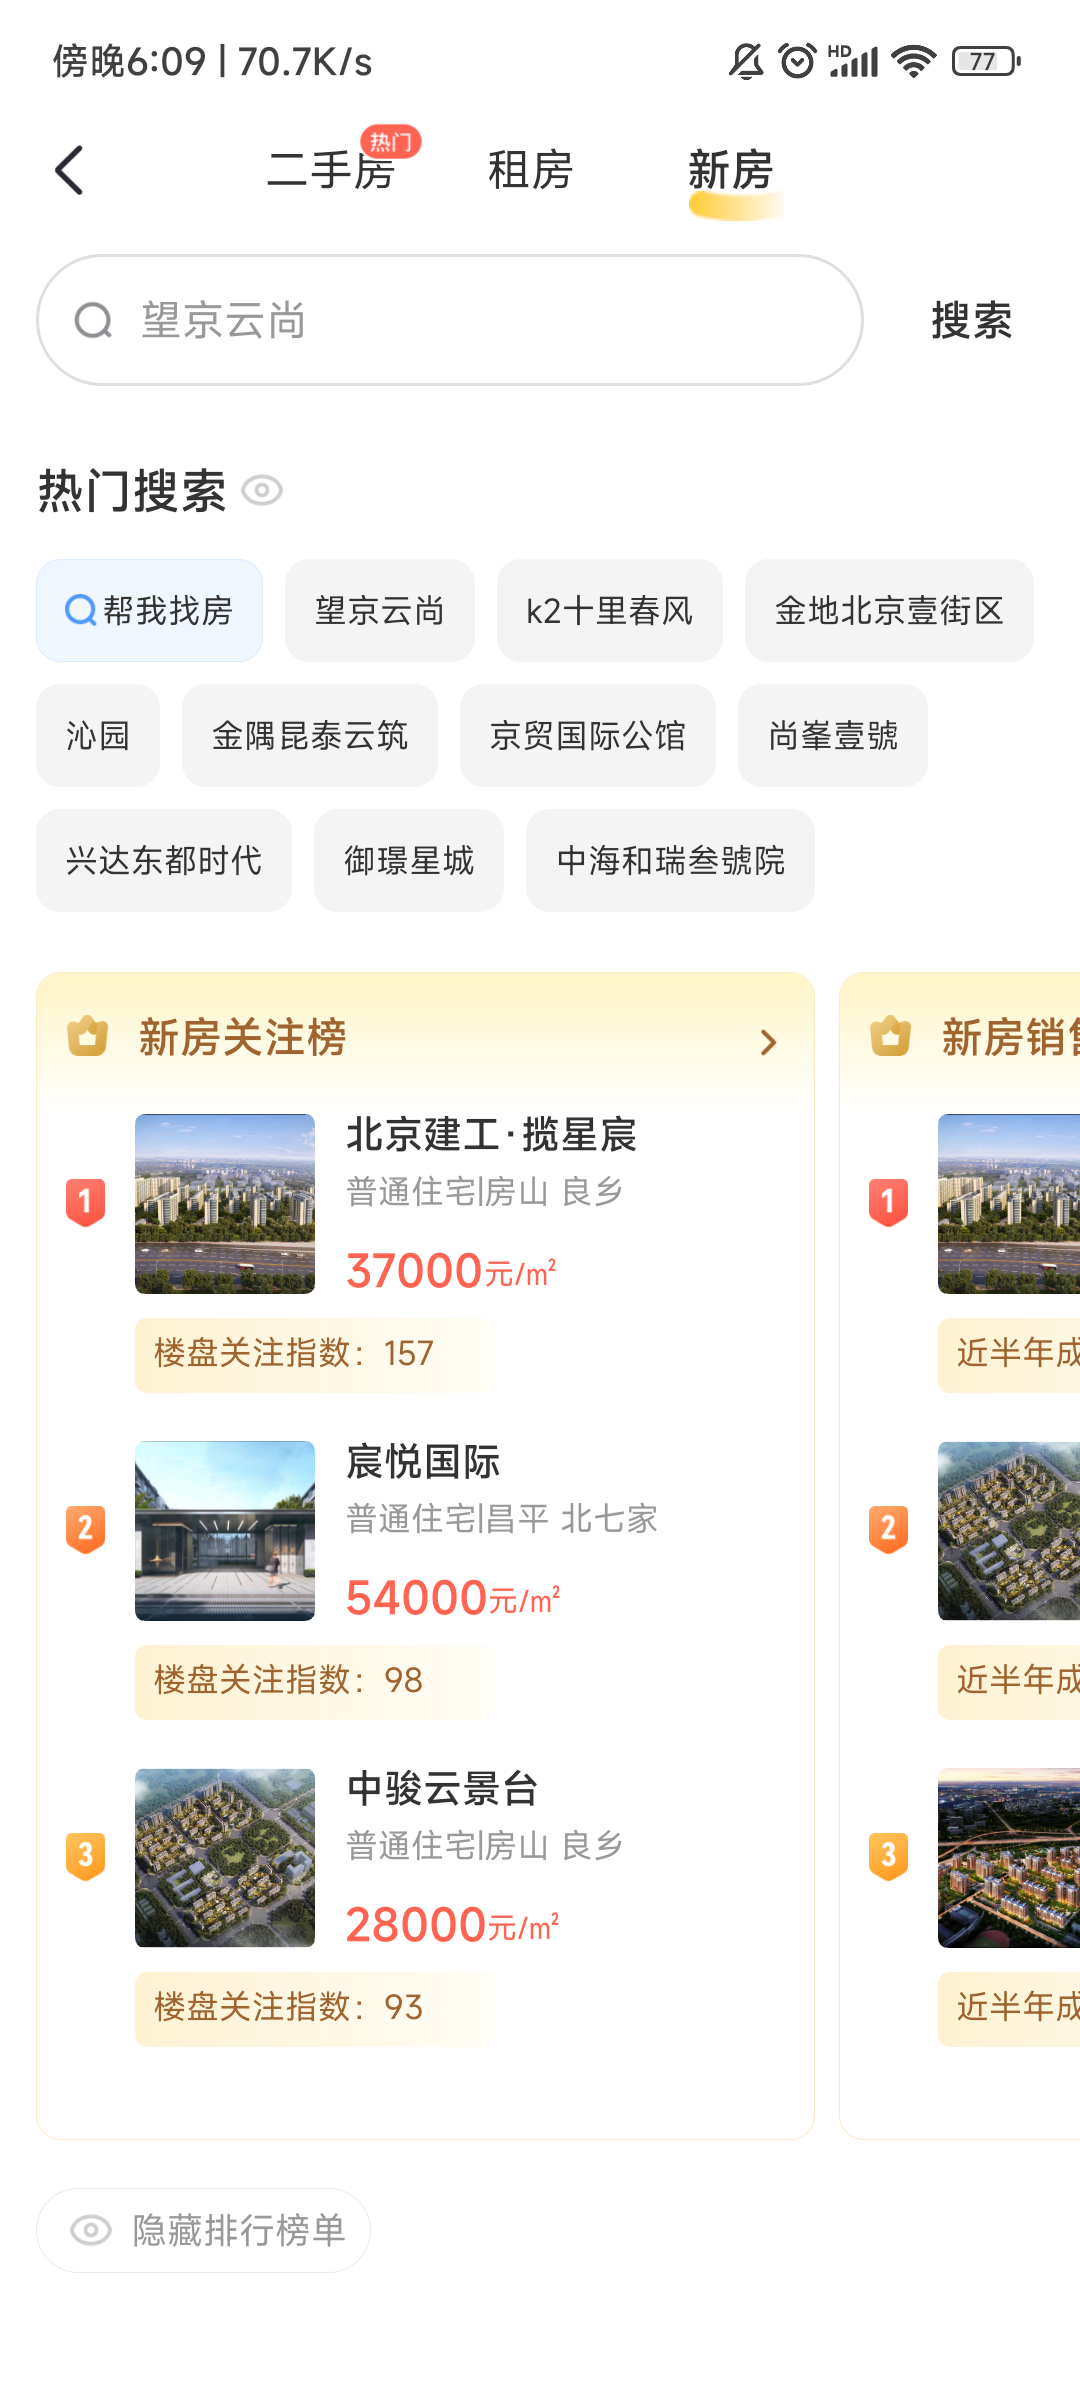 傍晚6:09 | 70.7K/s
HD
77
二手房
热门
租房
新房
望京云尚
搜索
热门搜索
帮我找房
望京云尚
k2十里春风
金地北京壹街区
沁园
金隅昆泰云筑
京贸国际公馆
尚峯壹號
兴达东都时代
御璟星城
中海和瑞叁號院
新房关注榜
1
北京建工·揽星宸
普通住宅|房山 良乡
37000元/m²
楼盘关注指数：157
2
宸悦国际
普通住宅|昌平 北七家
54000元/m²
楼盘关注指数：98
3
中骏云景台
普通住宅|房山 良乡
28000元/m²
楼盘关注指数：93
新房销售
1
近半年成
2
近半年成
3
近半年成
隐藏排行榜单